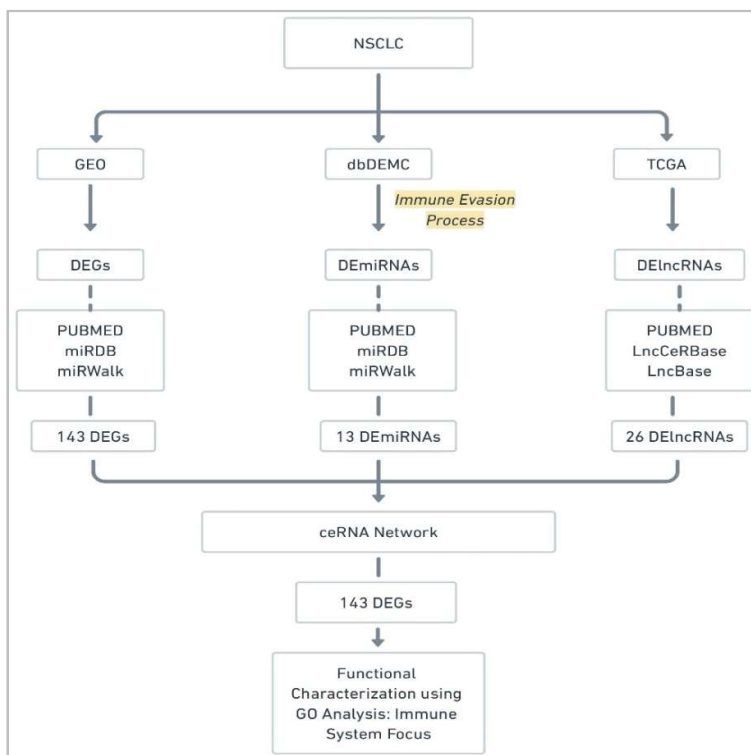 NSCLC
GEO
dbDEMC
TCGA
Immune Evasion
Process
DEGs
DEmiRNAs
DElncRNAs
PUBMED
miRDB
miRWalk
PUBMED
miRDB
miRWalk
PUBMED
LncCeRBase
LncBase
143 DEGs
13 DEmiRNAs
26 DElncRNAs
ceRNA Network
143 DEGs
Functional
Characterization using
GO Analysis: Immune
System Focus